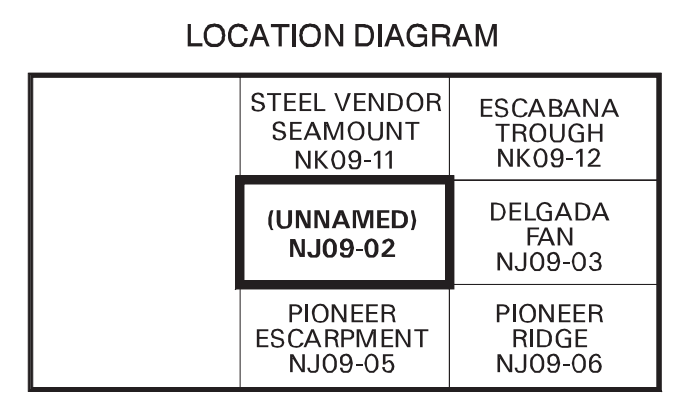 LOCATION DIAGRAM
STEEL VENDOR
SEAMOUNT
NK09-11
ESCABANA
TROUGH
NK09-12
(UNNAMED)
NJ09-02
DELGADA
FAN
NJ09-03
PIONEER
ESCARPMENT
NJ09-05
PIONEER
RIDGE
NJ09-06